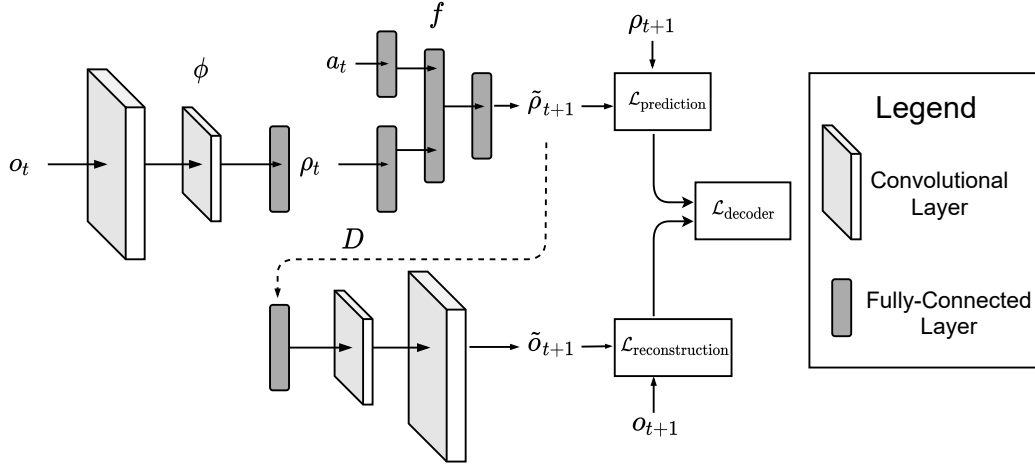 f
ρ_{t+1}
ϕ
a_t
ρ̃_{t+1}
ℒ_prediction
o_t
ρ_t
ℒ_decoder
D
õ_{t+1}
ℒ_reconstruction
o_{t+1}
Legend
Convolutional
Layer
Fully-Connected
Layer